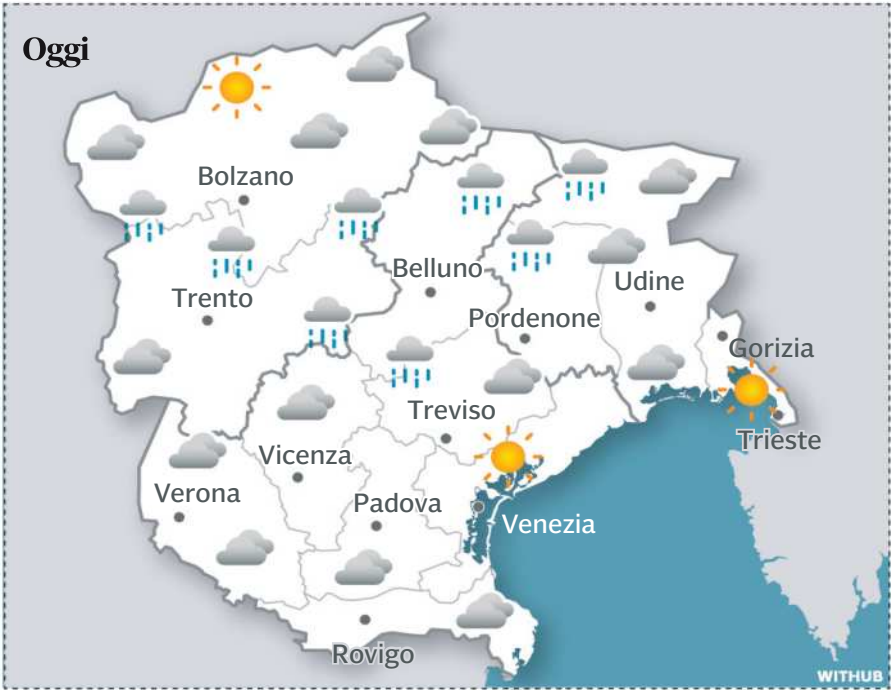 Oggi
Bolzano
Belluno
Trento
Udine
Pordenone
Gorizia
Treviso
Trieste
Vicenza
Verona
Padova
Venezia
Rovigo
WITHUB